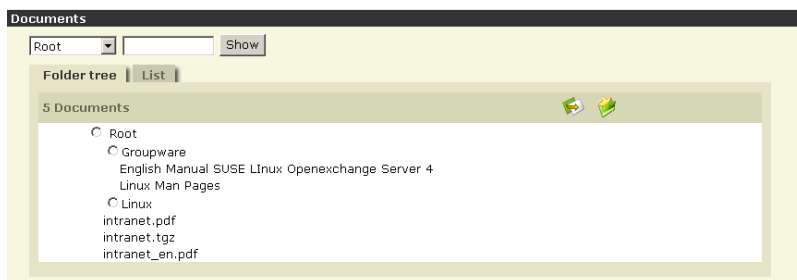 Documents
Root Show
Folder tree List
5 Documents
Root
Groupware
English Manual SUSE LInux Openexchange Server 4
Linux Man Pages
Linux
intranet.pdf
intranet.tgz
intranet_en.pdf